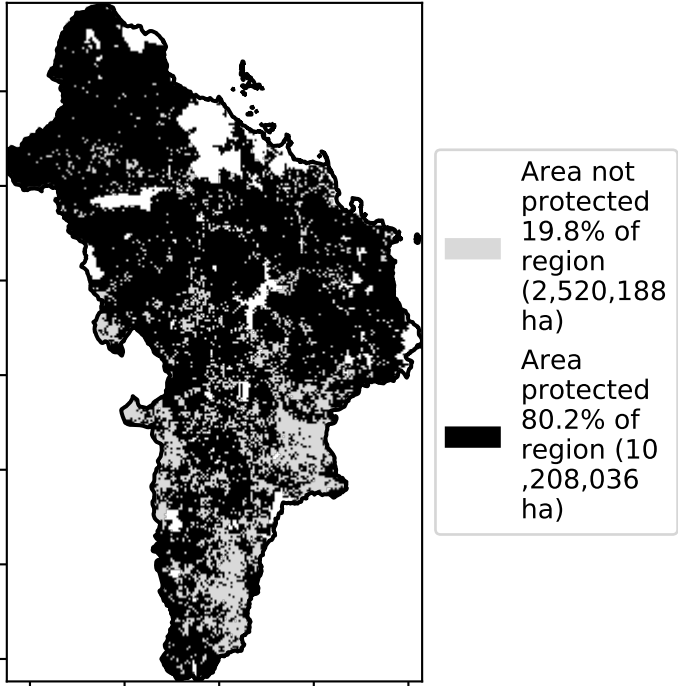 Area not
protected
19.8% of
region
(2,520,188
ha)
Area
protected
80.2% of
region (10
,208,036
ha)